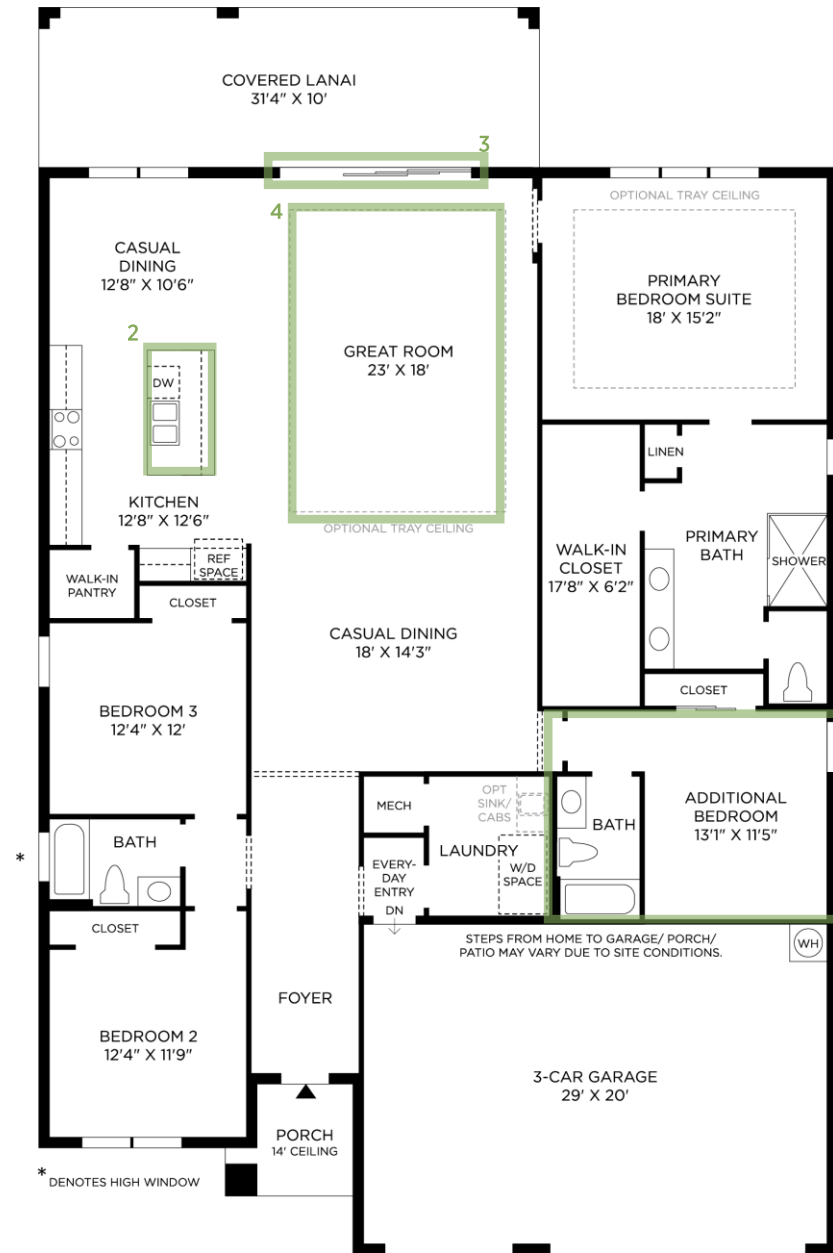 COVERED LANAI
31'4" X 10'
3
4
OPTIONAL TRAY CEILING
CASUAL
DINING
12'8" X 10'6"
PRIMARY
BEDROOM SUITE
18' X 15'2"
2
GREAT ROOM
23' X 18'
DW
LINEN
KITCHEN
12'8" X 12'6"
OPTIONAL TRAY CEILING
PRIMARY
BATH
WALK-IN
CLOSET
17'8" X 6'2"
SHOWER
REF
SPACE
WALK-IN
PANTRY
CLOSET
CASUAL DINING
18' X 14'3"
CLOSET
BEDROOM 3
12'4" X 12'
MECH
OPT
SINK/
CABS
ADDITIONAL
BEDROOM
13'1" X 11'5"
BATH
BATH
LAUNDRY
*
EVERY-
DAY
ENTRY
W/D
SPACE
DN
CLOSET
STEPS FROM HOME TO GARAGE/ PORCH/
PATIO MAY VARY DUE TO SITE CONDITIONS.
WH
FOYER
BEDROOM 2
12'4" X 11'9"
3-CAR GARAGE
29' X 20'
PORCH
14' CEILING
* DENOTES HIGH WINDOW